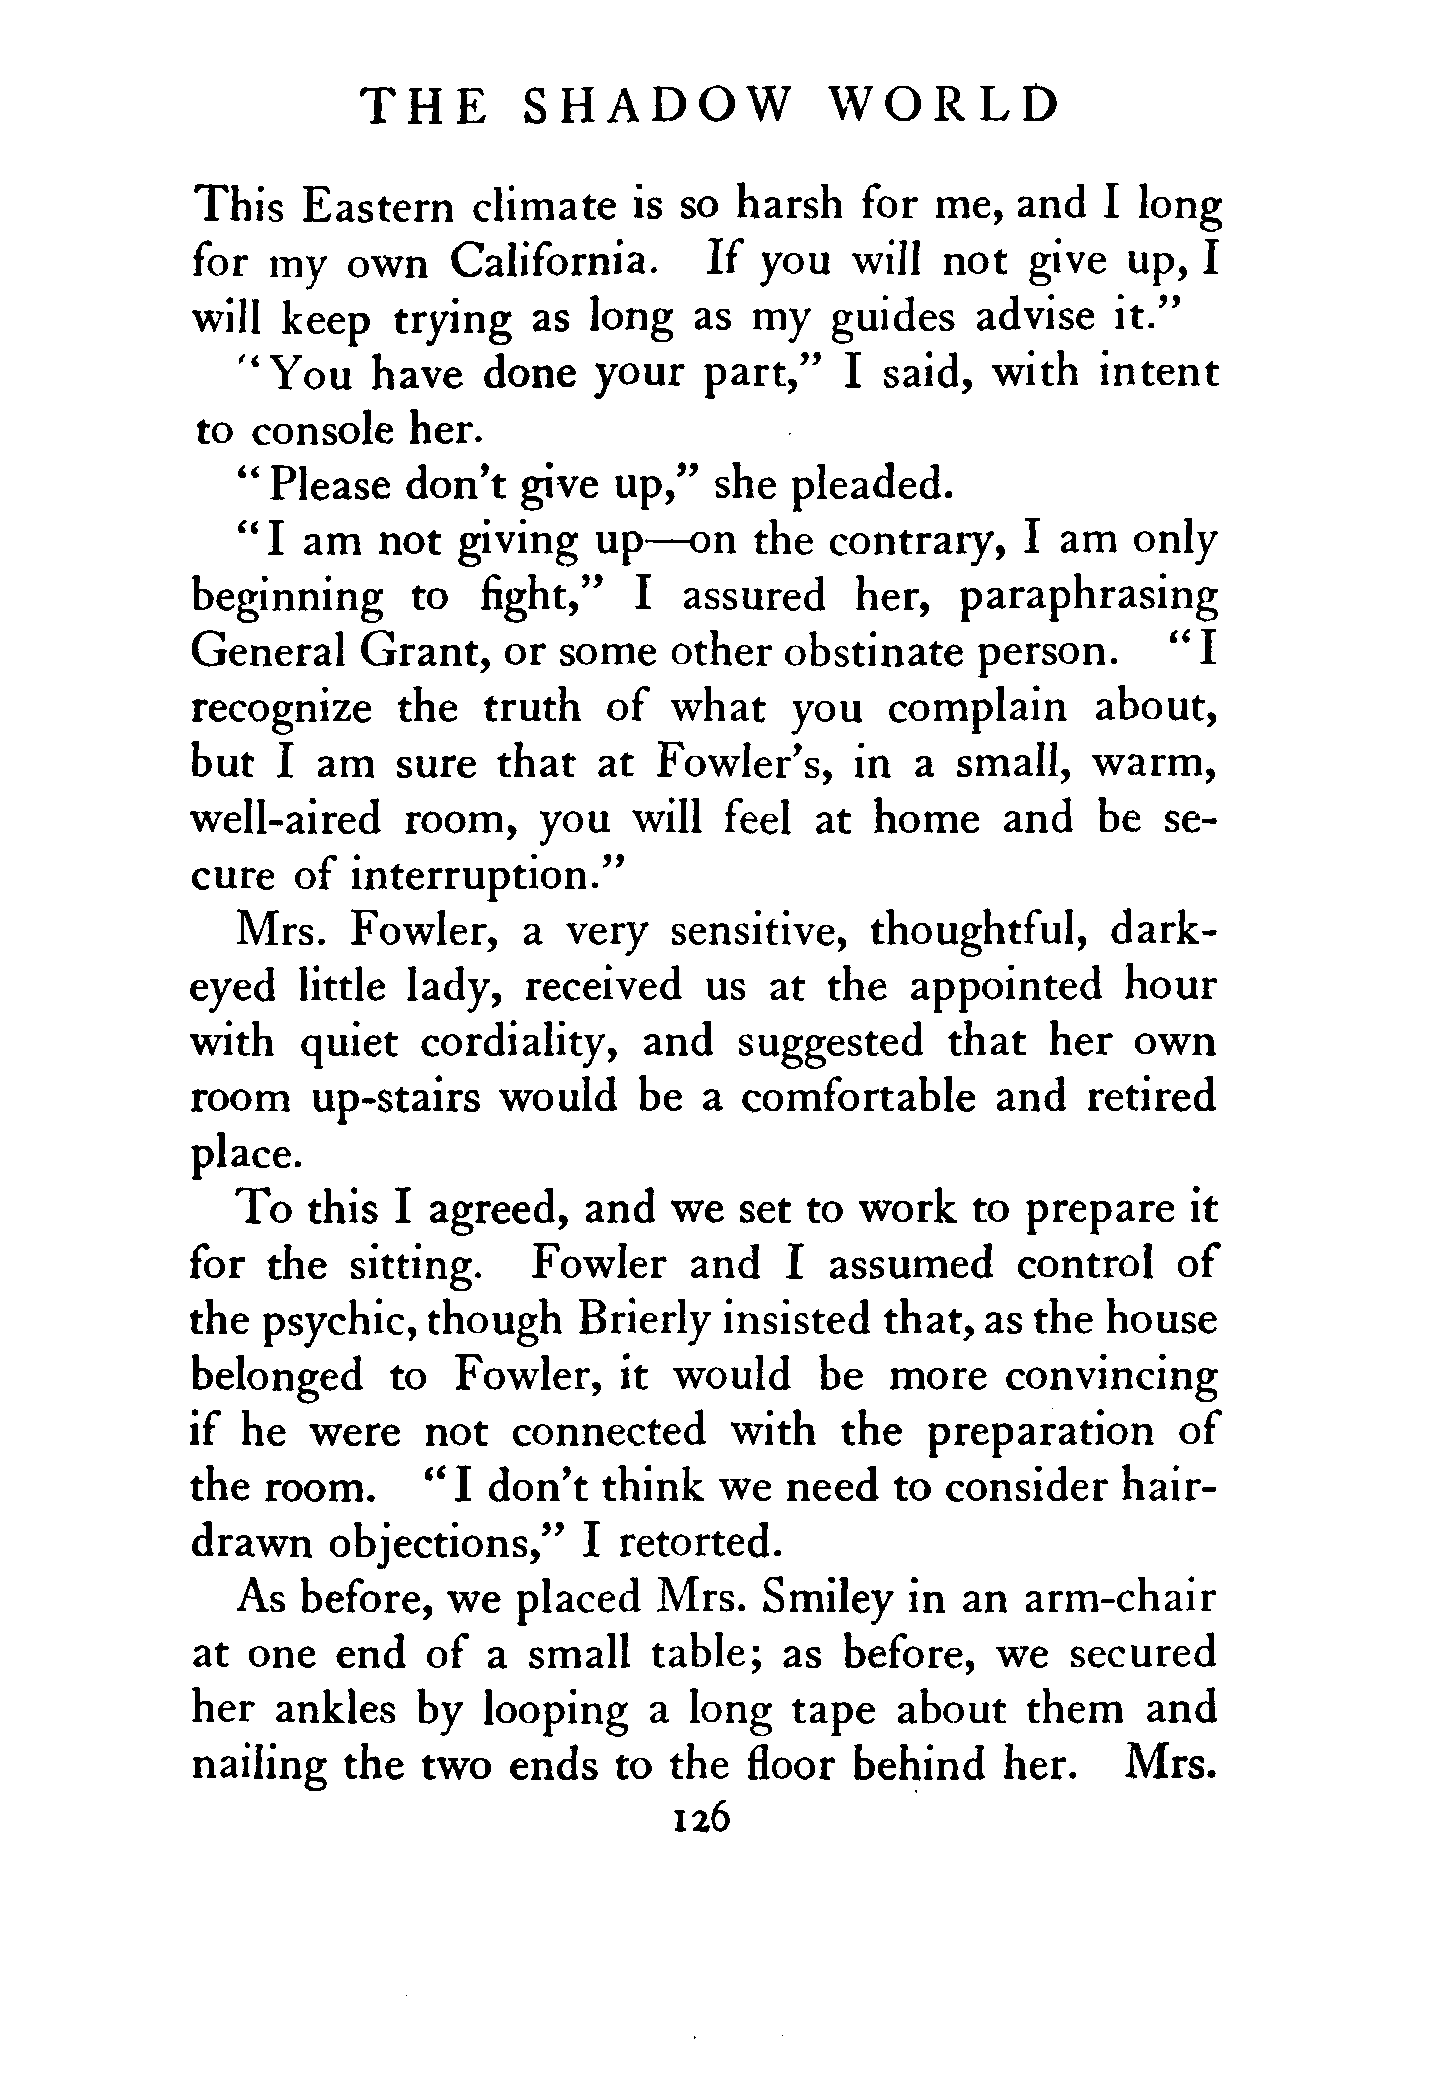 THE SHADOW WORLD
This Eastern climate is so harsh for me, and I long
for my own California. If you will not give up, I
will keep trying as long as my guides advise it.”
“You have done your part,” I said, with intent
to console her.
“Please don’t give up,” she pleaded.
“I am not giving up—on the contrary, I am only
beginning to fight,” I assured her, paraphrasing
General Grant, or some other obstinate person. “I
recognize the truth of what you complain about,
but I am sure that at Fowler’s, in a small, warm,
well-aired room, you will feel at home and be se-
cure of interruption.”
Mrs. Fowler, a very sensitive, thoughtful, dark-
eyed little lady, received us at the appointed hour
with quiet cordiality, and suggested that her own
room up-stairs would be a comfortable and retired
place.
To this I agreed, and we set to work to prepare it
for the sitting. Fowler and I assumed control of
the psychic, though Brierly insisted that, as the house
belonged to Fowler, it would be more convincing
if he were not connected with the preparation of
the room. “I don’t think we need to consider hair-
drawn objections,” I retorted.
As before, we placed Mrs. Smiley in an arm-chair
at one end of a small table; as before, we secured
her ankles by looping a long tape about them and
nailing the two ends to the floor behind her. Mrs.
126